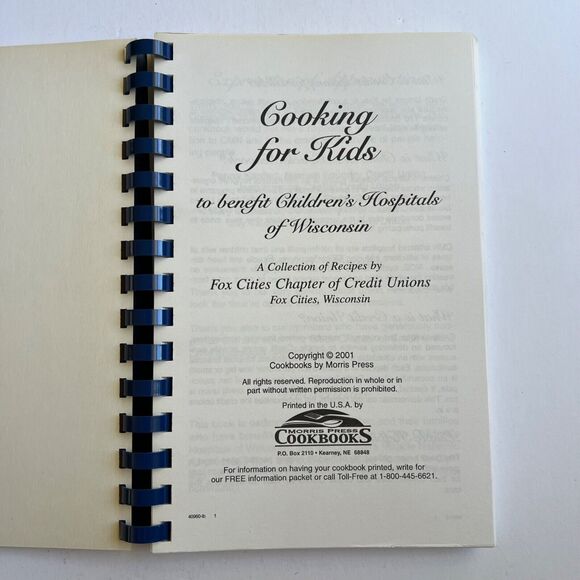 Cooking
for Kids
to benefit Children's Hospitals
of Wisconsin
A Collection of Recipes by
Fox Cities Chapter of Credit Unions
Fox Cities, Wisconsin
Copyright © 2001
Cookbooks by Morris Press
All rights reserved. Reproduction in whole or in
part without written permission is prohibited.
Printed in the U.S.A. by
MORRIS PRESS
COOKBOOKS
P.O. Box 2110 • Kearney, NE 68848
For information on having your cookbook printed, write for
our FREE information packet or call Toll-Free at 1-800-445-6621.
40960-lb 1